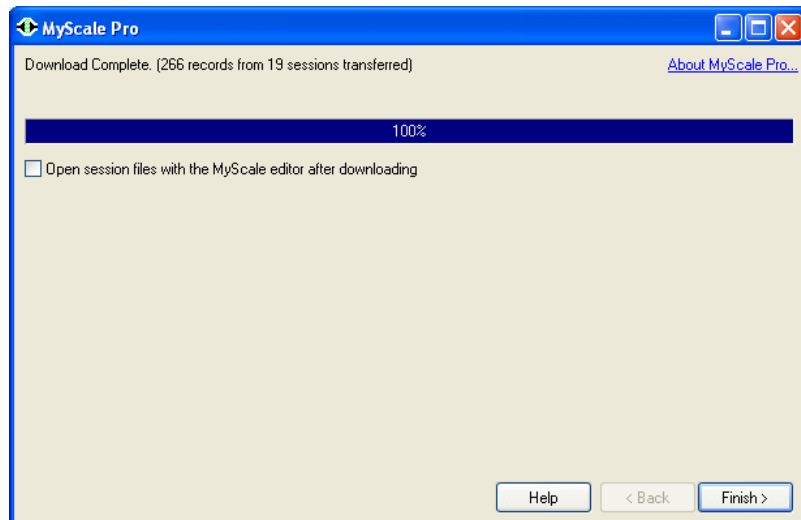 MyScale Pro
Download Complete. (266 records from 19 sessions transferred)
About MyScale Pro...
100%
Open session files with the MyScale editor after downloading
Help
< Back
Finish >